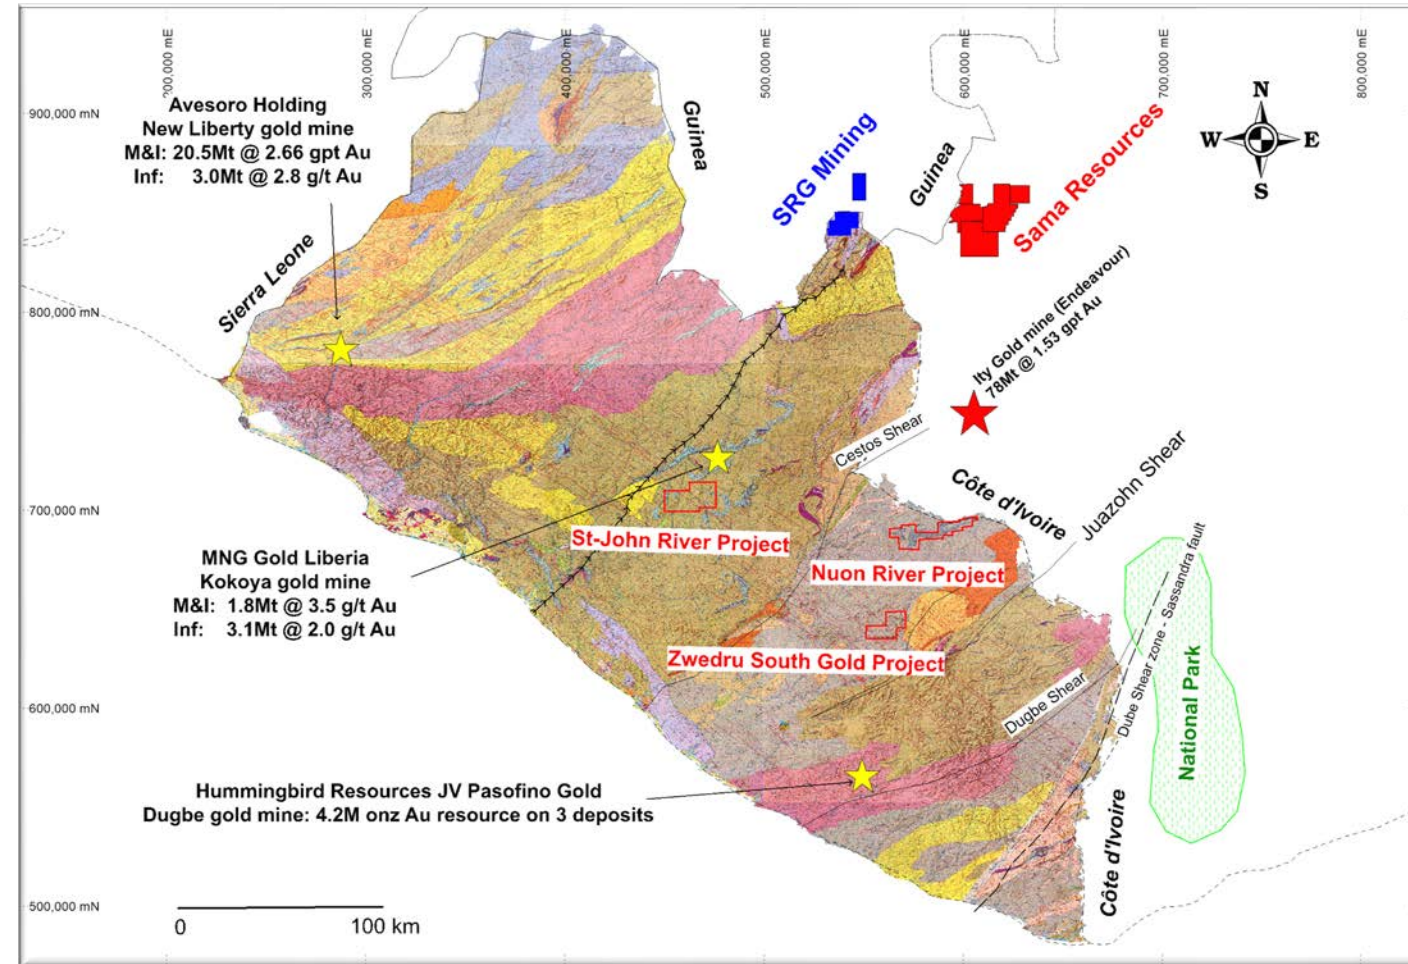 200,000 mE
300,000 mE
400,000 mE
500,000 mE
600,000 mE
700,000 mE
800,000 mE
900,000 mN
800,000 mN
700,000 mN
600,000 mN
500,000 mN
Avesoro Holding
New Liberty gold mine
M&I: 20.5Mt @ 2.66 gpt Au
Inf: 3.0Mt @ 2.8 g/t Au
Sierra Leone
Guinea
SRG Mining
Guinea
Sama Resources
N
W E
S
Ity Gold mine (Endeavour)
78Mt @ 1.53 gpt Au
Cestos Shear
Côte d'Ivoire
Juazohn Shear
St-John River Project
Nuon River Project
MNG Gold Liberia
Kokoya gold mine
M&I: 1.8Mt @ 3.5 g/t Au
Inf: 3.1Mt @ 2.0 g/t Au
Zwedru South Gold Project
Dugbe Shear
Dube Shear zone - Sassandra fault
National Park
Hummingbird Resources JV Pasofino Gold
Dugbe gold mine: 4.2M onz Au resource on 3 deposits
Côte d'Ivoire
0 100 km